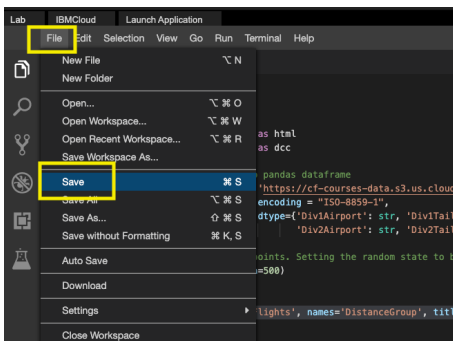 Lab IBMCloud Launch Application
File Edit Selection View Go Run Terminal Help
New File ⌥ N
New Folder
Open... ⌥ ⌘ O
Open Workspace... ⌥ ⌘ W
Open Recent Workspace... ⌥ ⌘ R
as html
Save Workspace As...
as dcc
pandas dataframe
Save ⌘ S
'https://cf-courses-data.s3.us.cloud
Save All ⌥ ⌘ S
encoding = "ISO-8859-1",
Save As... ⇧ ⌘ S
dtype={'Div1Airport': str, 'Div1Tail
Save without Formatting ⌘ K, S
'Div2Airport': str, 'Div2Tail
Auto Save
oints. Setting the random state to b
=500)
Download
Settings
lights', names='DistanceGroup', titl
Close Workspace